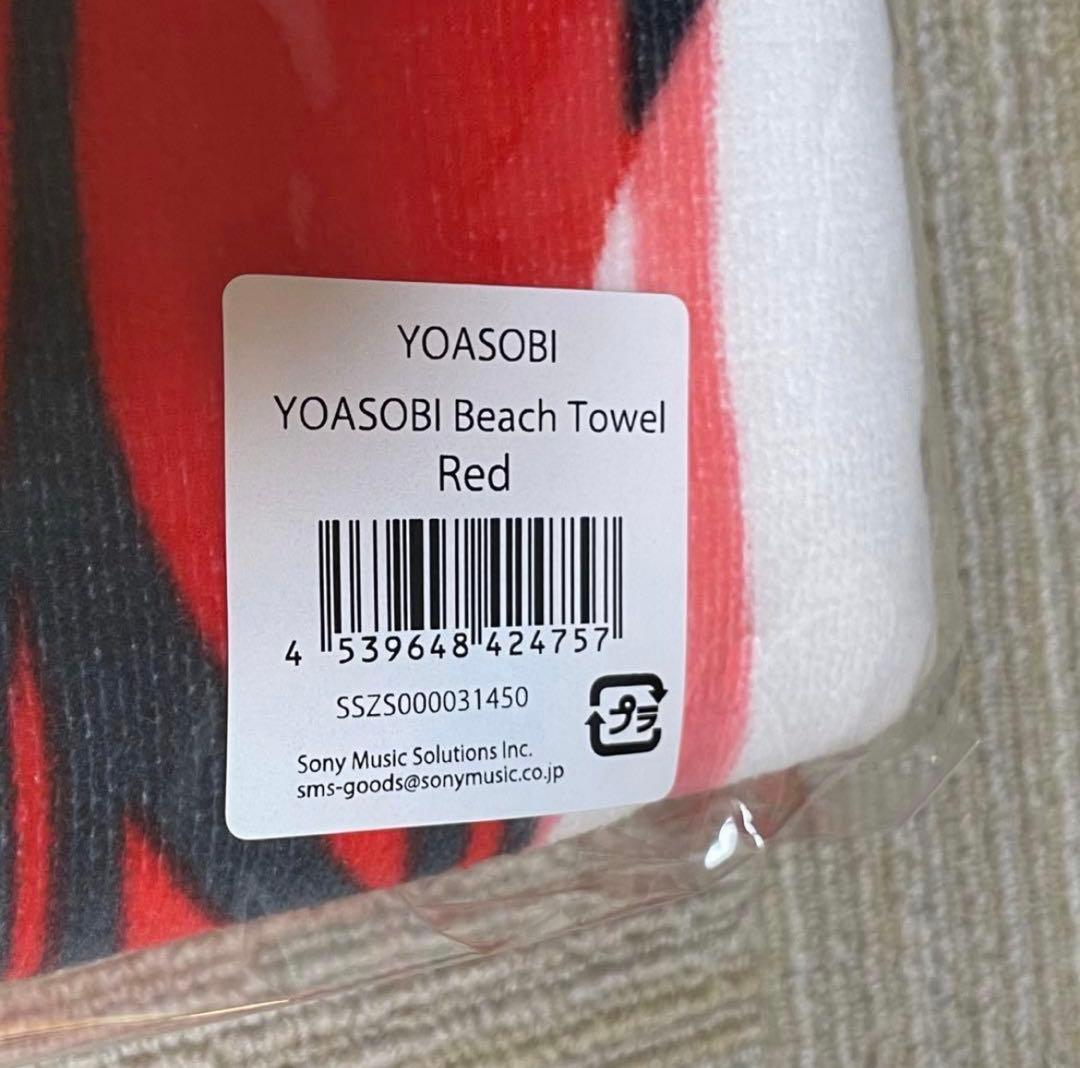 YOASOBI
YOASOBI Beach Towel
Red
4 539648 424757
SSZS000031450
プラ
Sony Music Solutions Inc.
sms-goods@sonymusic.co.jp